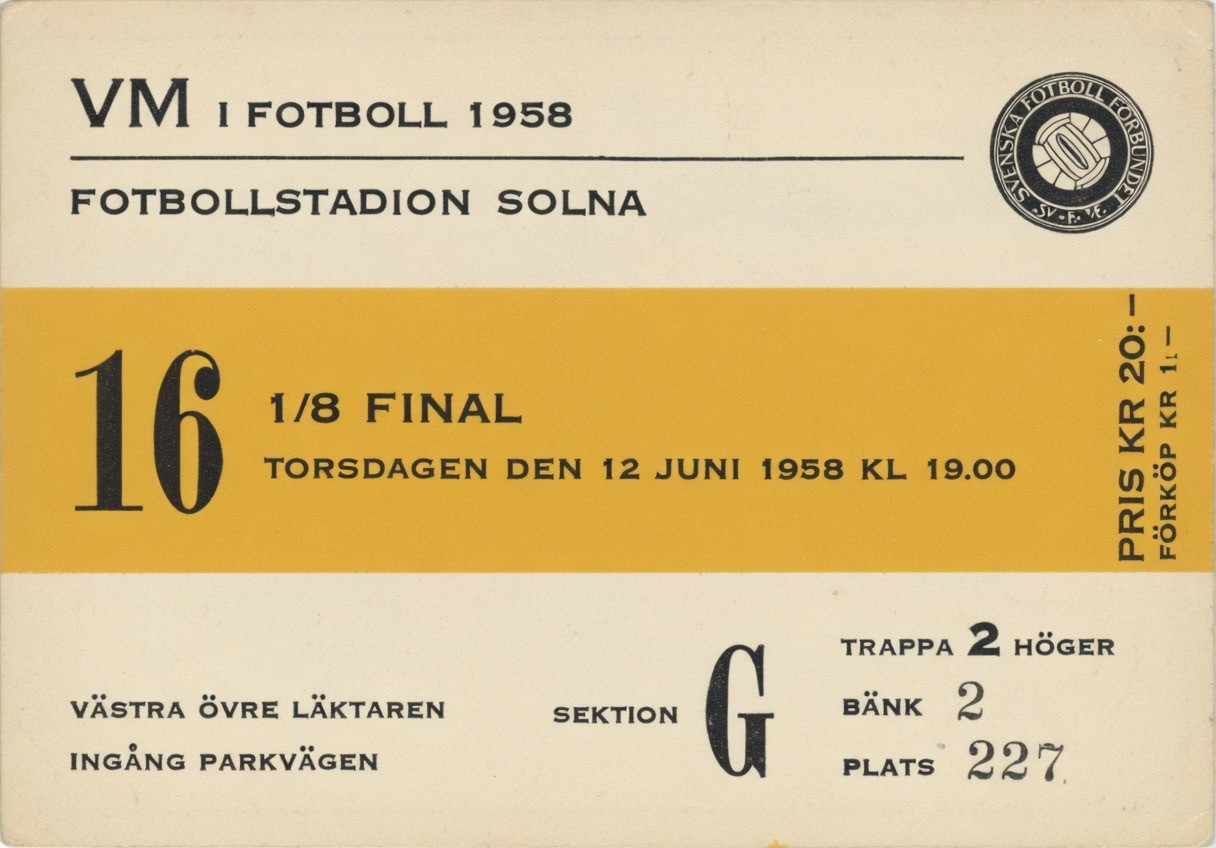 VM I FOTBOLL 1958
SVENSKA FOTBOLL FÖRBUNDET
FOTBOLLSTADION SOLNA
16
1/8 FINAL
TORSDAGEN DEN 12 JUNI 1958 KL 19.00
PRIS KR 20:—
FÖRKÖP KR 1:—
VÄSTRA ÖVRE LÄKTAREN
INGÅNG PARKVÄGEN
SEKTION G
TRAPPA 2 HÖGER
BÄNK 2
PLATS 227